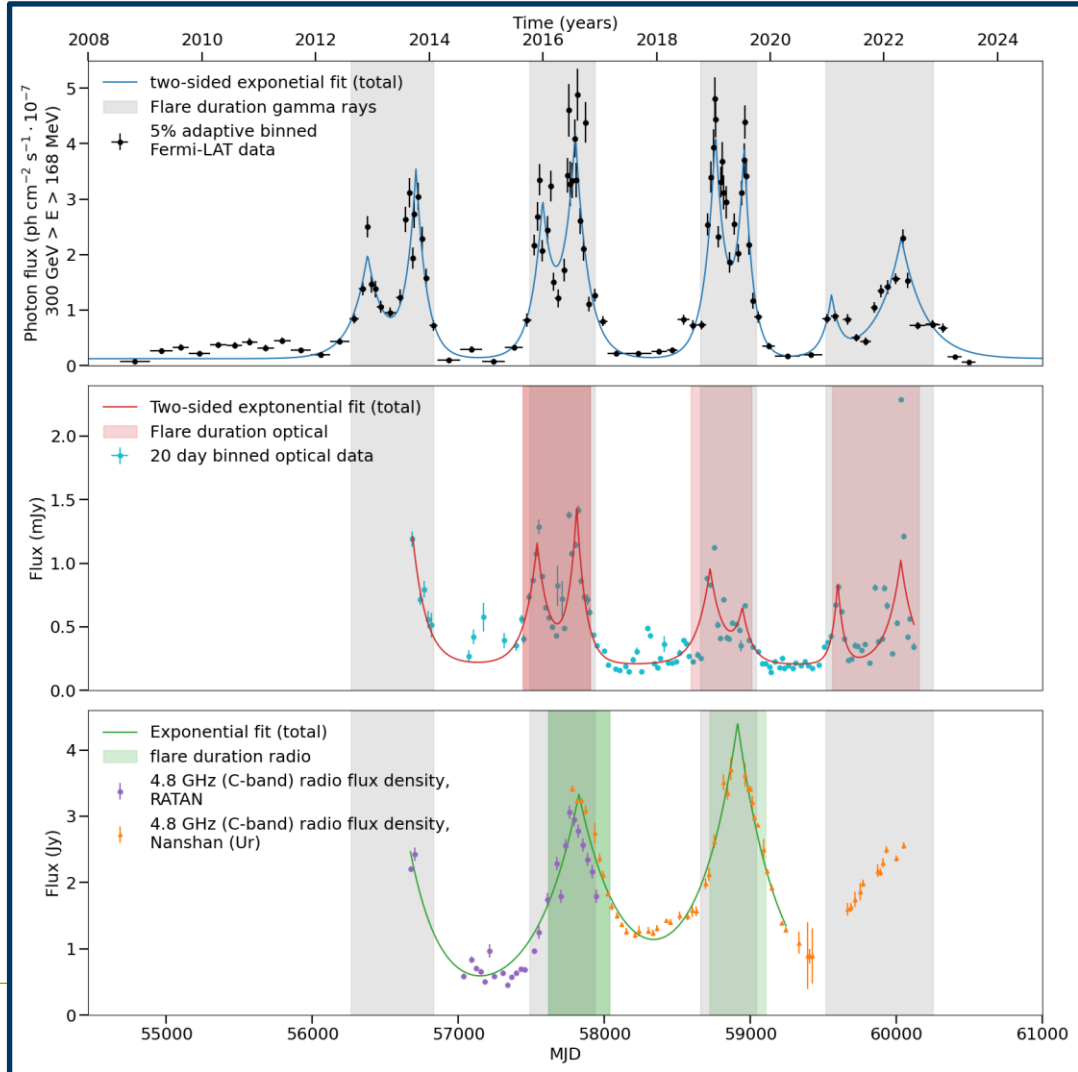 Time (years)
2008 2010 2012 2014 2016 2018 2020 2022 2024
Photon flux (ph cm⁻² s⁻¹ · 10⁻⁷
300 GeV > E > 168 MeV)
5
4
3
2
1
0
two-sided exponetial fit (total)
Flare duration gamma rays
5% adaptive binned
Fermi-LAT data
Flux (mJy)
2.0
1.5
1.0
0.5
0.0
Two-sided exptonential fit (total)
Flare duration optical
20 day binned optical data
Flux (Jy)
4
3
2
1
0
Exponential fit (total)
flare duration radio
4.8 GHz (C-band) radio flux density,
RATAN
4.8 GHz (C-band) radio flux density,
Nanshan (Ur)
55000 56000 57000 58000 59000 60000 61000
MJD